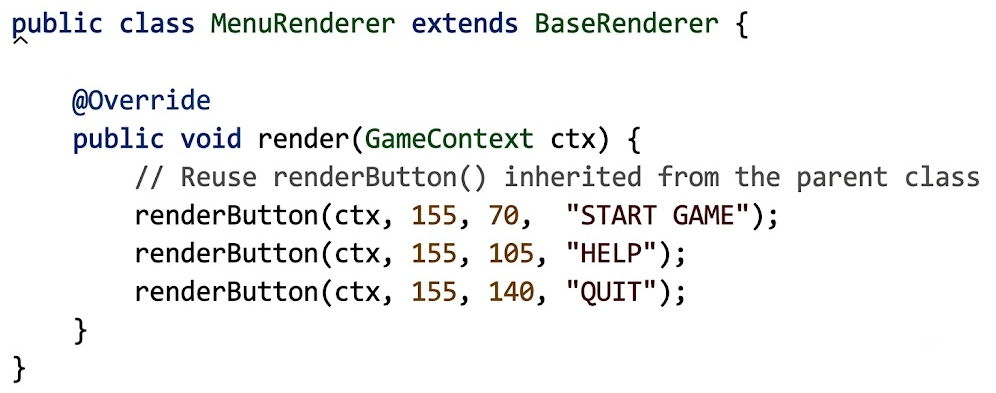 public class MenuRenderer extends BaseRenderer {
@Override
public void render(GameContext ctx) {
// Reuse renderButton() inherited from the parent class
renderButton(ctx, 155, 70,  "START GAME");
renderButton(ctx, 155, 105, "HELP");
renderButton(ctx, 155, 140, "QUIT");
}
}